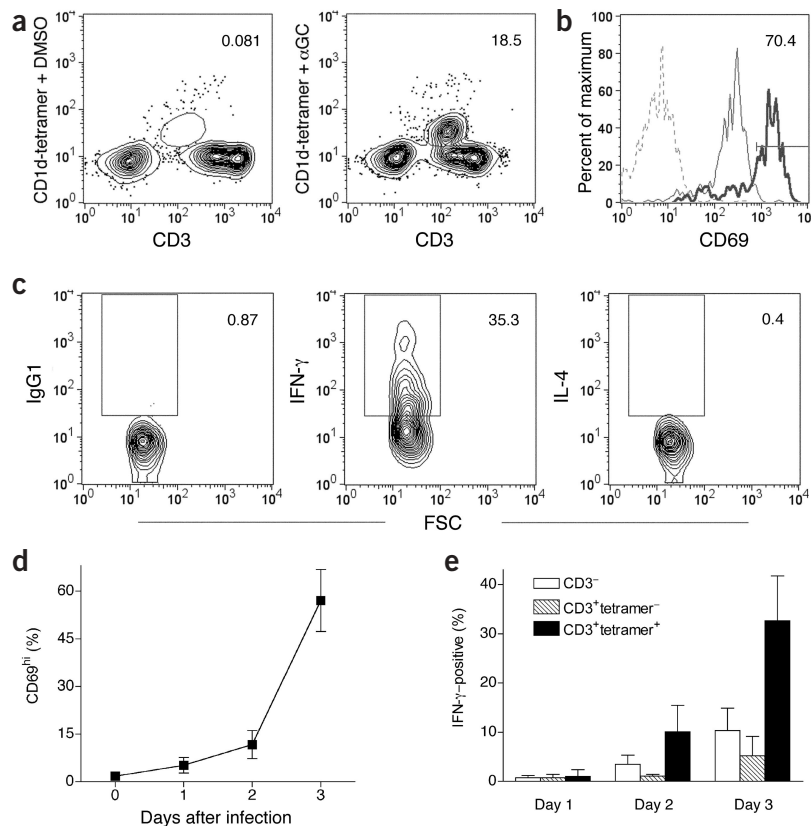 a
CD1d-tetramer + DMSO
0.081
10⁴
10³
10²
10¹
10⁰
10⁰ 10¹ 10² 10³ 10⁴
CD3
CD1d-tetramer + αGC
18.5
10⁴
10³
10²
10¹
10⁰
10⁰ 10¹ 10² 10³ 10⁴
CD3
b
Percent of maximum
70.4
100
80
60
40
20
0
10⁰ 10¹ 10² 10³ 10⁴
CD69
c
IgG1
0.87
10⁴
10³
10²
10¹
10⁰
10⁰ 10¹ 10² 10³ 10⁴
IFN-γ
35.3
10⁴
10³
10²
10¹
10⁰
10⁰ 10¹ 10² 10³ 10⁴
IL-4
0.4
10⁴
10³
10²
10¹
10⁰
10⁰ 10¹ 10² 10³ 10⁴
FSC
d
CD69ʰⁱ (%)
60
45
30
15
0
0 1 2 3
Days after infection
e
IFN-γ–positive (%)
40
30
20
10
0
CD3⁻
CD3⁺tetramer⁻
CD3⁺tetramer⁺
Day 1 Day 2 Day 3